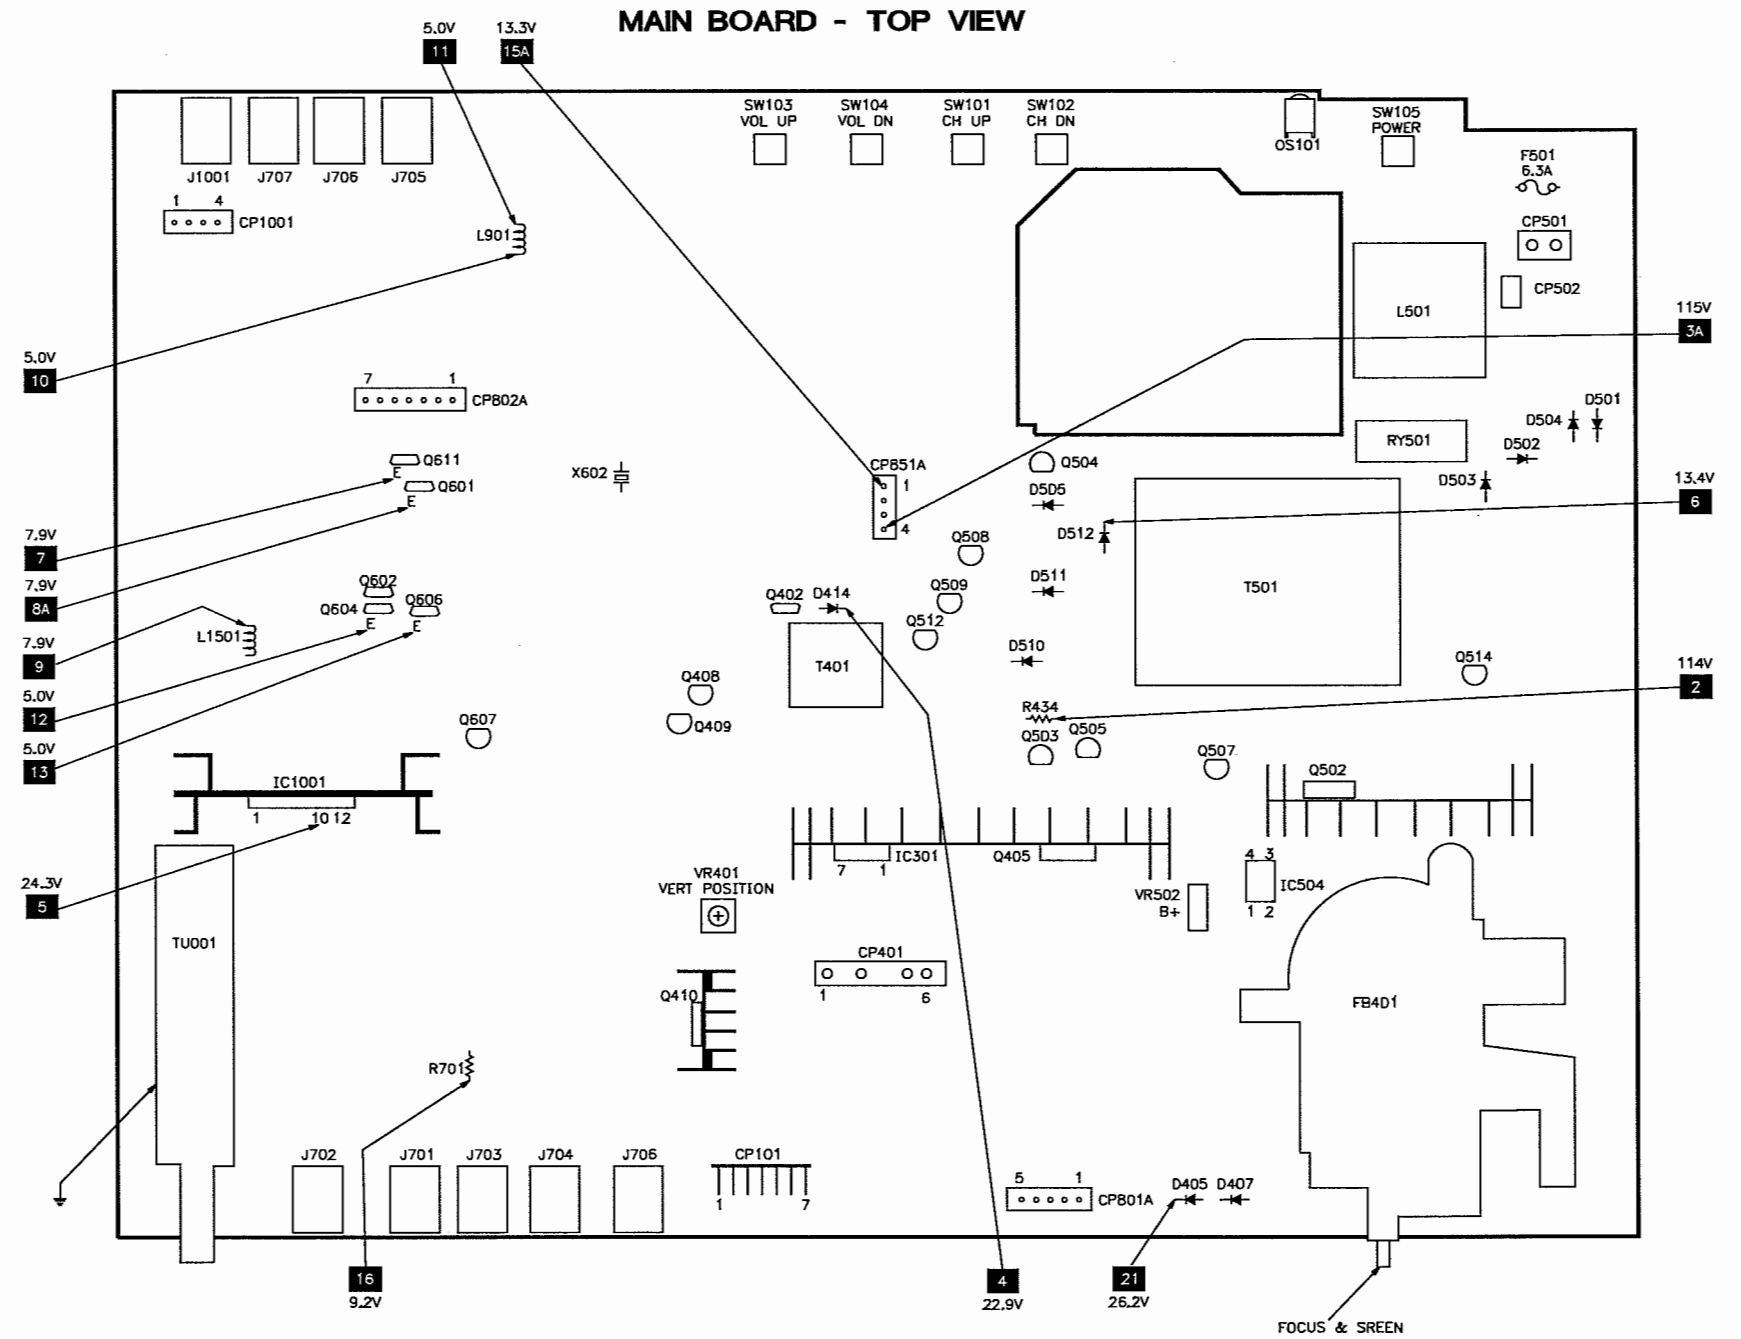 MAIN BOARD - TOP VIEW
5.0V
11
13.3V
15A
SW103
VOL UP
SW104
VOL DN
SW101
CH UP
SW102
CH DN
OS101
SW105
POWER
F501
6.3A
J1001
J707
J706
J705
1 4
CP1001
L901
CP501
CP502
L501
115V
3A
5.0V
10
7 1
CP802A
D501
D504
D502
RY501
D503
Q611
E
Q601
E
X602
CP851A
1
4
Q504
D5D5
D512
13.4V
6
7.9V
7
Q508
7.9V
8A
Q602
Q604
E
Q606
E
L1501
Q402
D414
Q509
Q512
D511
T501
7.9V
9
T401
D510
Q514
114V
2
5.0V
12
Q408
Q409
R434
Q5D3
Q505
5.0V
13
Q607
Q507
Q502
IC1001
1 10 12
IC301
7 1
Q405
4 3
IC504
1 2
24.3V
5
VR401
VERT POSITION
VR502
B+
TU001
CP401
1 6
Q410
FB4D1
R701
J702
J701
J703
J704
J706
CP101
1 7
5 1
CP801A
D405
D407
16
9.2V
4
22.9V
21
26.2V
FOCUS & SREEN